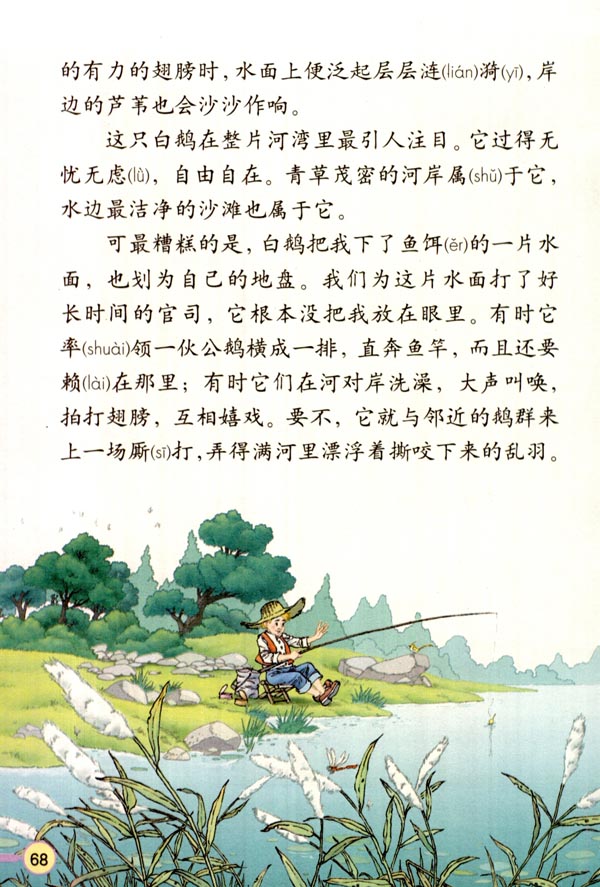 的有力的翅膀时，水面上便泛起层层涟(lián)漪(yī)，岸
边的芦苇也会沙沙作响。
这只白鹅在整片河湾里最引人注目。它过得无
忧无虑(lǜ)，自由自在。青草茂密的河岸属(shǔ)于它，
水边最洁净的沙滩也属于它。
可最糟糕的是，白鹅把我下了鱼饵(ěr)的一片水
面，也划为自己的地盘。我们为这片水面打了好
长时间的官司，它根本没把我放在眼里。有时它
率(shuài)领一伙公鹅横成一排，直奔鱼竿，而且还要
赖(lài)在那里；有时它们在河对岸洗澡，大声叫唤，
拍打翅膀，互相嬉戏。要不，它就与邻近的鹅群来
上一场厮(sī)打，弄得满河里漂浮着撕咬下来的乱羽。
68